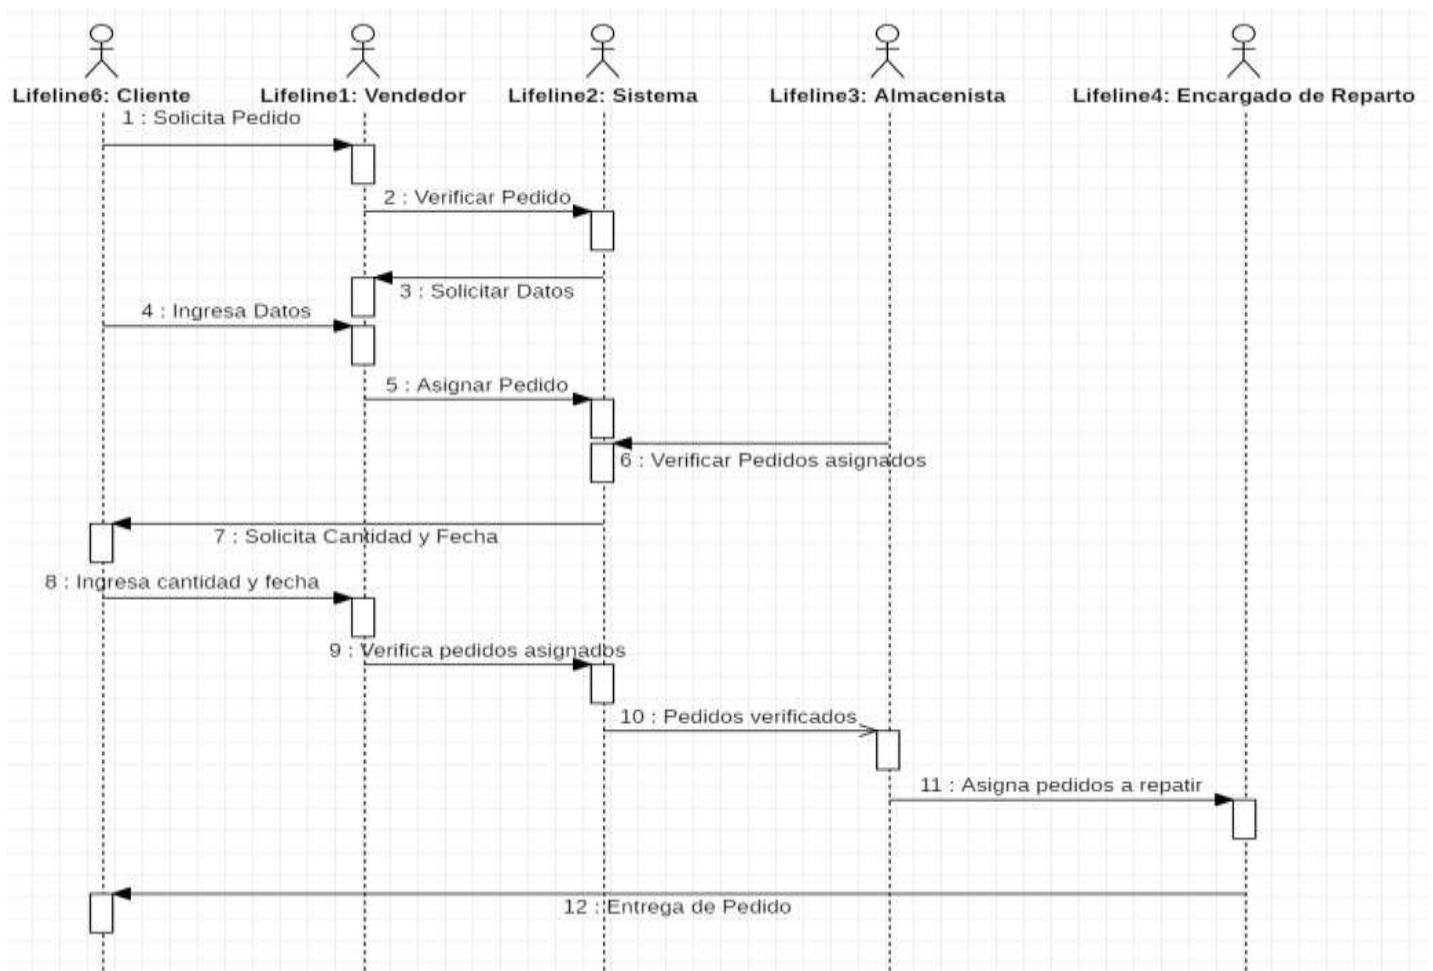 Lifeline6: Cliente
Lifeline1: Vendedor
Lifeline2: Sistema
Lifeline3: Almacenista
Lifeline4: Encargado de Reparto
1 : Solicita Pedido
2 : Verificar Pedido
3 : Solicitar Datos
4 : Ingresa Datos
5 : Asignar Pedido
6 : Verificar Pedidos asignados
7 : Solicita Cantidad y Fecha
8 : Ingresa cantidad y fecha
9 : Verifica pedidos asignados
10 : Pedidos verificados
11 : Asigna pedidos a repatir
12 : Entrega de Pedido